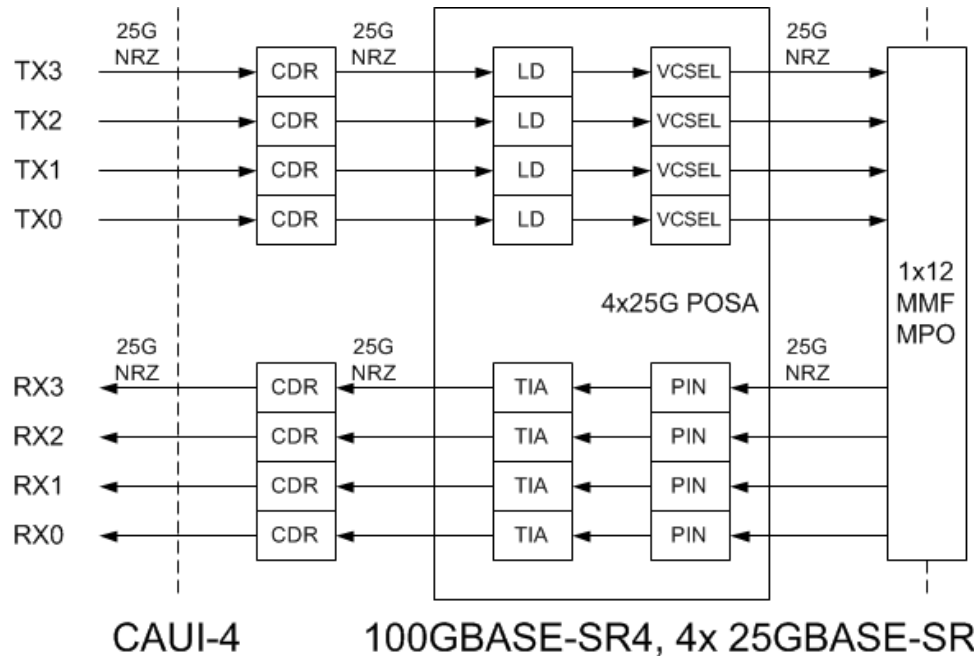 25G
NRZ
25G
NRZ
25G
NRZ
TX3
CDR
LD
VCSEL
TX2
CDR
LD
VCSEL
TX1
CDR
LD
VCSEL
TX0
CDR
LD
VCSEL
1x12
MMF
MPO
4x25G POSA
25G
NRZ
25G
NRZ
25G
NRZ
RX3
CDR
TIA
PIN
RX2
CDR
TIA
PIN
RX1
CDR
TIA
PIN
RX0
CDR
TIA
PIN
CAUI-4
100GBASE-SR4, 4x 25GBASE-SR